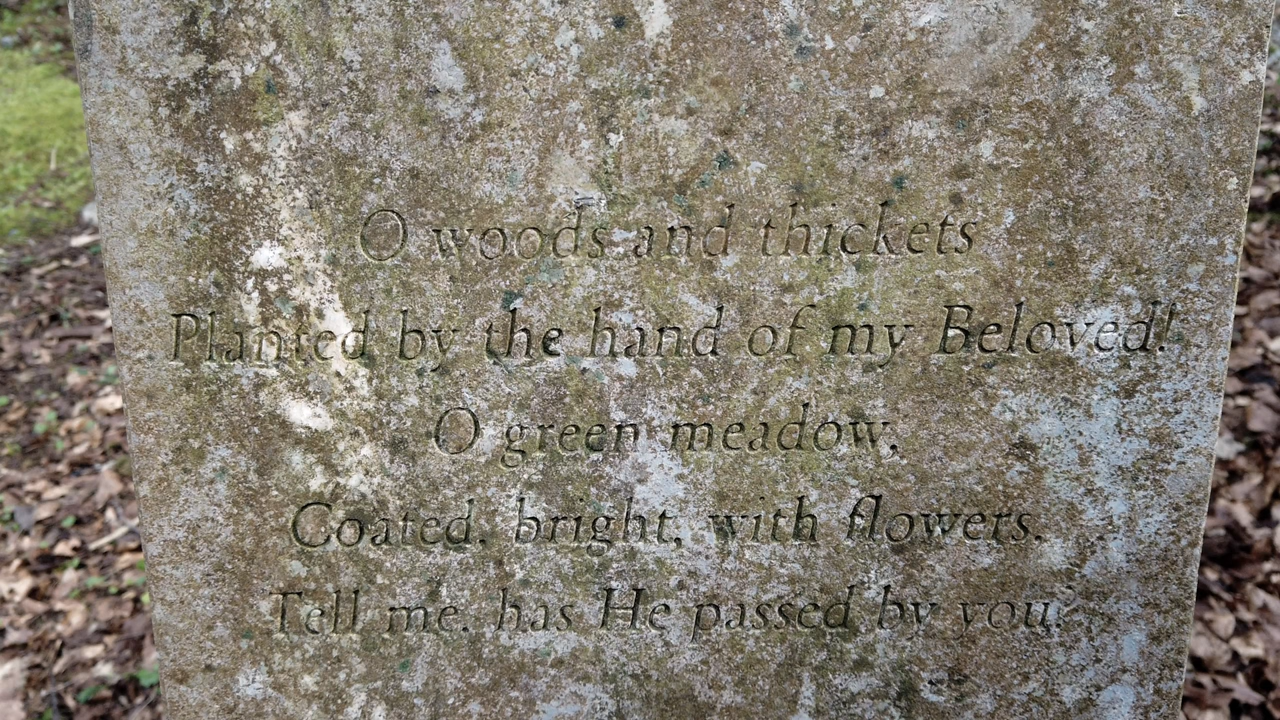 O woods and thickets
Planted by the hand of my Beloved!
O green meadow,
Coated, bright, with flowers,
Tell me, has He passed by you?